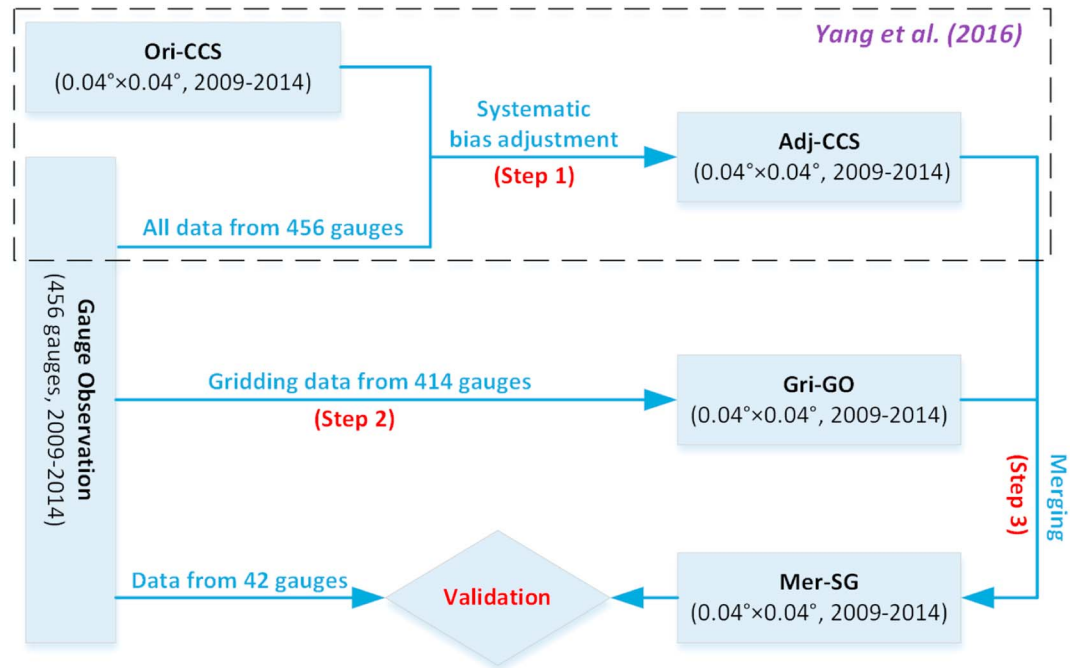 Yang et al. (2016)
Ori-CCS
(0.04°×0.04°, 2009-2014)
Systematic
bias adjustment
(Step 1)
Adj-CCS
(0.04°×0.04°, 2009-2014)
All data from 456 gauges
Gauge Observation
(456 gauges, 2009-2014)
Gridding data from 414 gauges
(Step 2)
Gri-GO
(0.04°×0.04°, 2009-2014)
Merging
(Step 3)
Data from 42 gauges
Validation
Mer-SG
(0.04°×0.04°, 2009-2014)